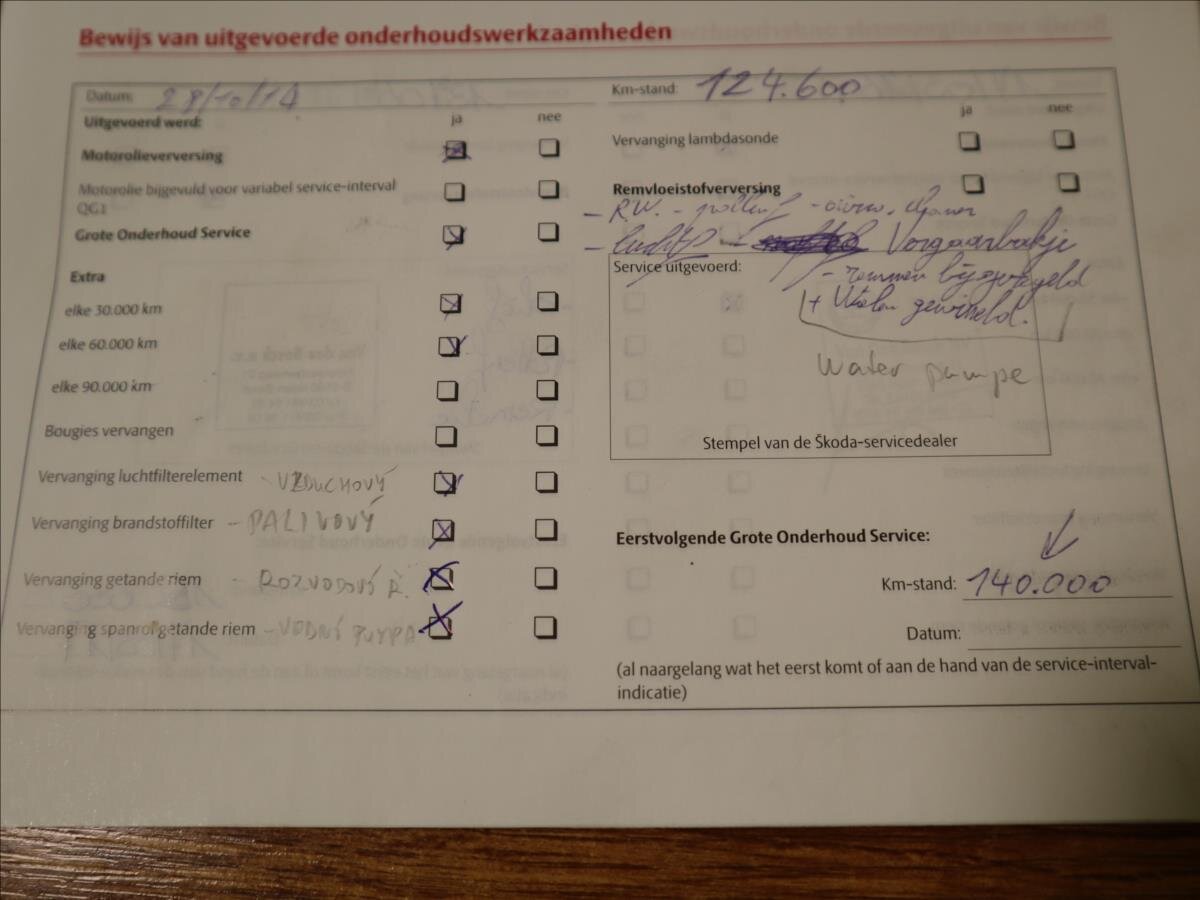 Bewijs van uitgevoerde onderhoudswerkzaamheden
Datum: 28/10/14
Km-stand: 124.600
Uitgevoerd werd: ja nee
ja nee
Motorolieverversing
Vervanging lambdasonde
Motorolie bijgevuld voor variabel service-interval
QG1
Remvloeistofverversing
- R.W. -
Grote Onderhoud Service
Vorgaarbakje
Service uitgevoerd:
- remmen bijgeregeld
+ gewisseld.
Water pumpe
Stempel van de Škoda-servicedealer
Extra
elke 30.000 km
elke 60.000 km
elke 90.000 km
Bougies vervangen
Vervanging luchtfilterelement - VZDUCHOVÝ
Vervanging brandstoffilter - PALIVOVÝ
Vervanging getande riem - ROZVODOVÝ Ř.
Vervanging spanrol getande riem - VODNÍ PUMPA
Eerstvolgende Grote Onderhoud Service:
Km-stand: 140.000
Datum:
(al naargelang wat het eerst komt of aan de hand van de service-interval-
indicatie)